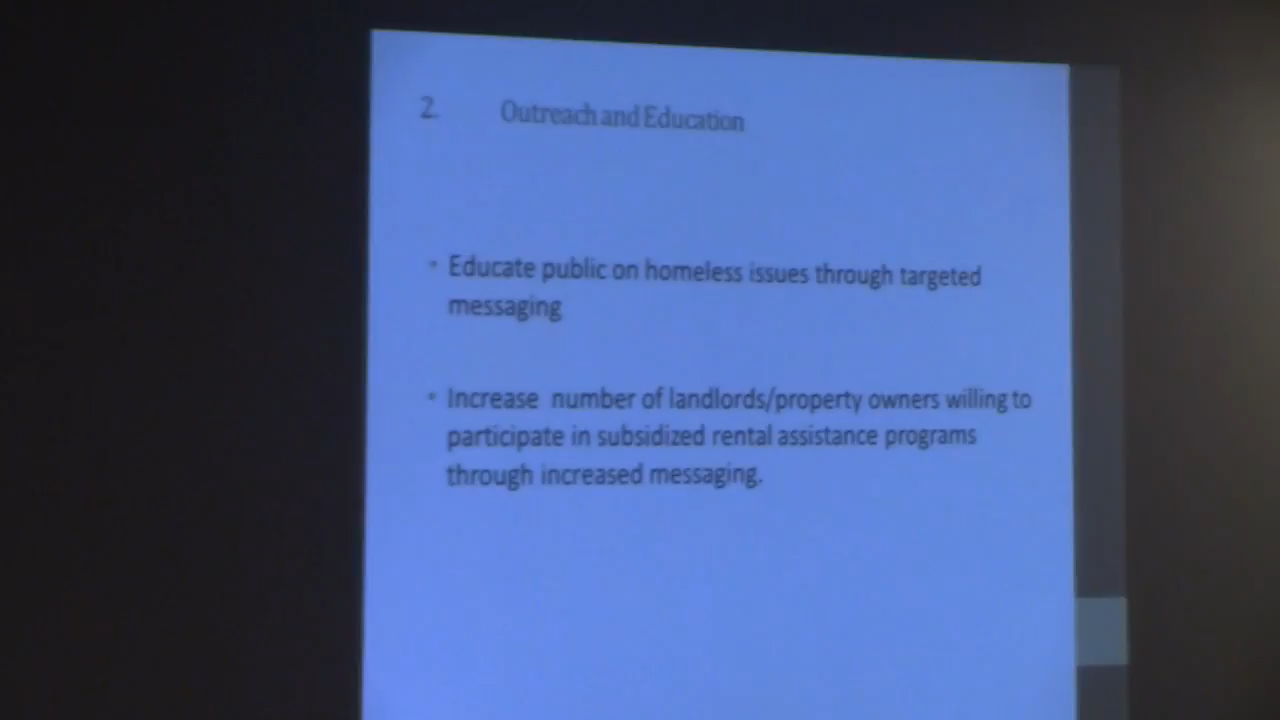 2. Outreach and Education
• Educate public on homeless issues through targeted
messaging
• Increase number of landlords/property owners willing to
participate in subsidized rental assistance programs
through increased messaging.